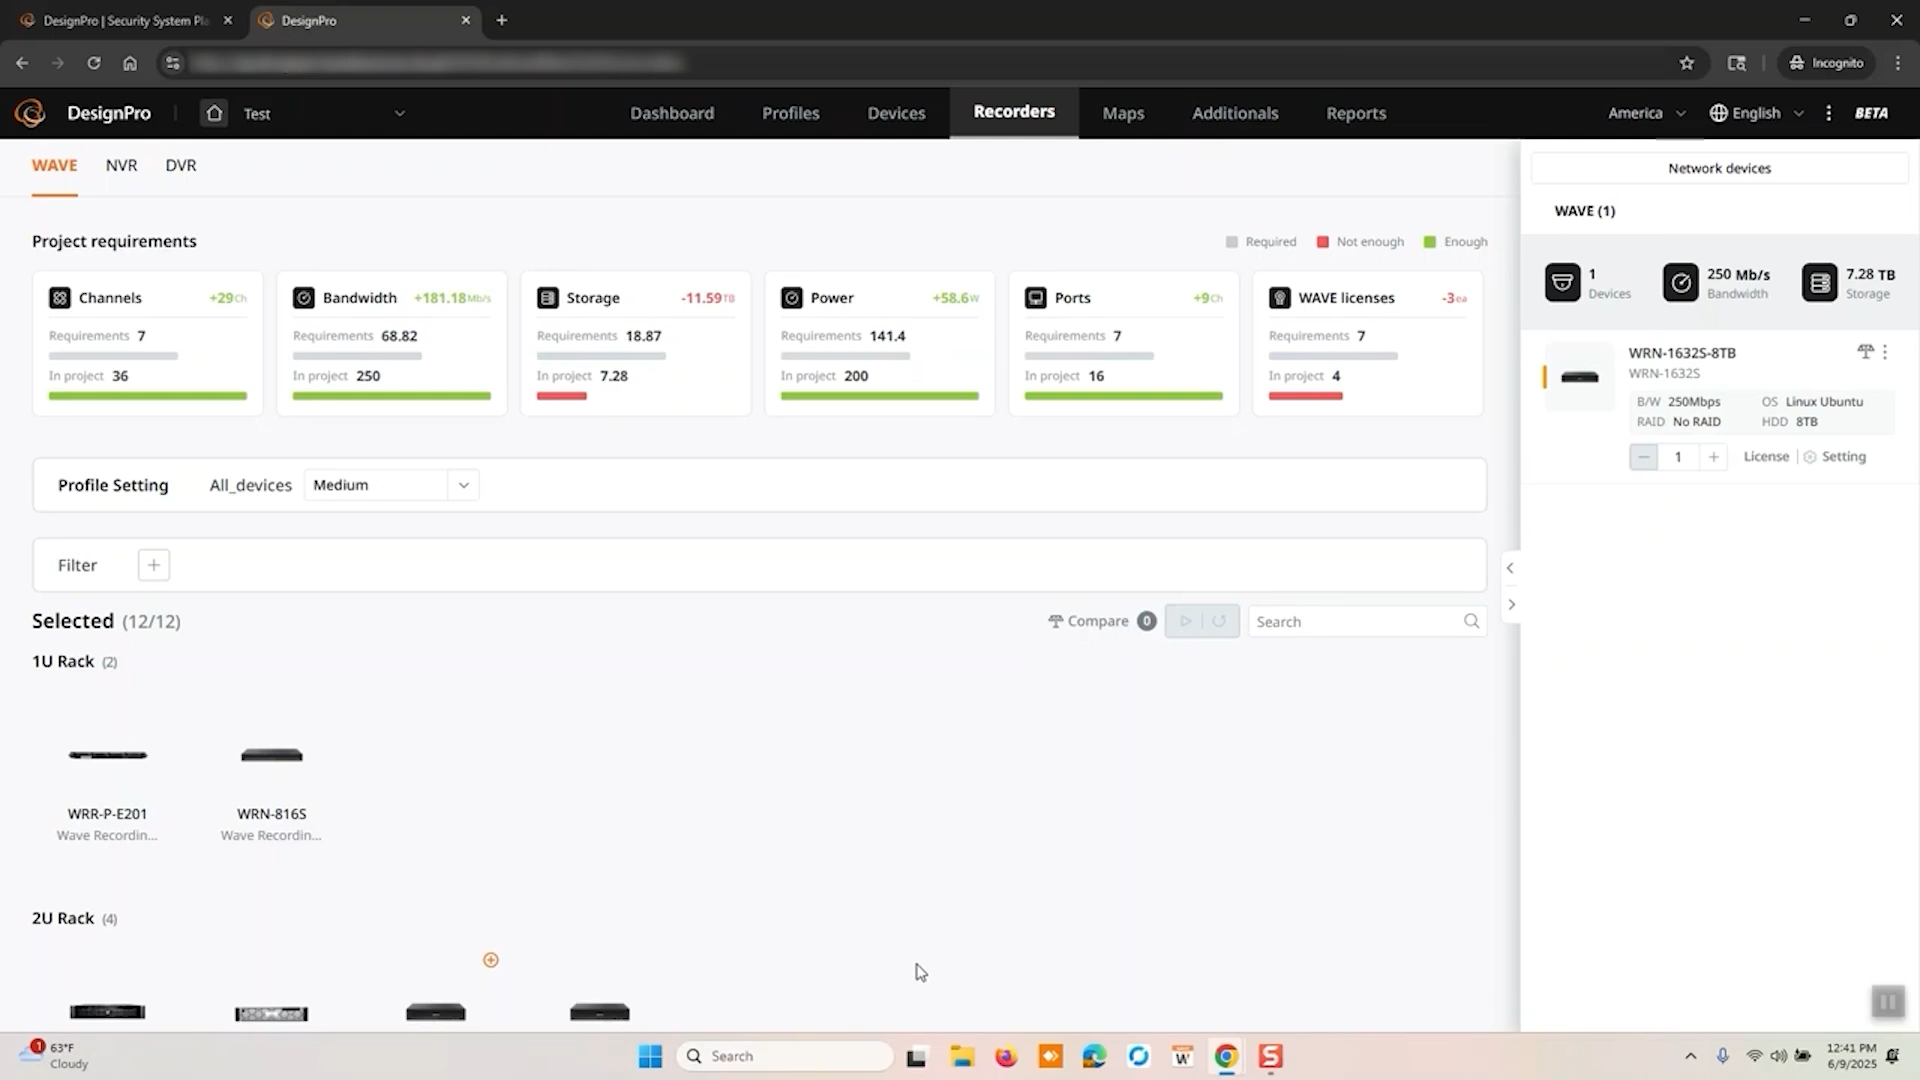 DesignPro | Security System Pla
DesignPro
Incognito
DesignPro
Test
Dashboard
Profiles
Devices
Recorders
Maps
Additionals
Reports
America
English
BETA
WAVE
NVR
DVR
Project requirements
Required
Not enough
Enough
Channels +29Ch
Requirements 7
In project 36
Bandwidth +181.18Mb/s
Requirements 68.82
In project 250
Storage -11.59TB
Requirements 18.87
In project 7.28
Power +58.6W
Requirements 141.4
In project 200
Ports +9Ch
Requirements 7
In project 16
WAVE licenses -3ea
Requirements 7
In project 4
Profile Setting All_devices Medium
Filter
Selected (12/12)
Compare 0
Search
1U Rack (2)
WRR-P-E201
Wave Recordin...
WRN-816S
Wave Recordin...
2U Rack (4)
Network devices
WAVE (1)
1
Devices
250 Mb/s
Bandwidth
7.28 TB
Storage
WRN-1632S-8TB
WRN-1632S
B/W 250Mbps OS Linux Ubuntu
RAID No RAID HDD 8TB
1 License Setting
1
63°F
Cloudy
Search
12:41 PM
6/9/2025